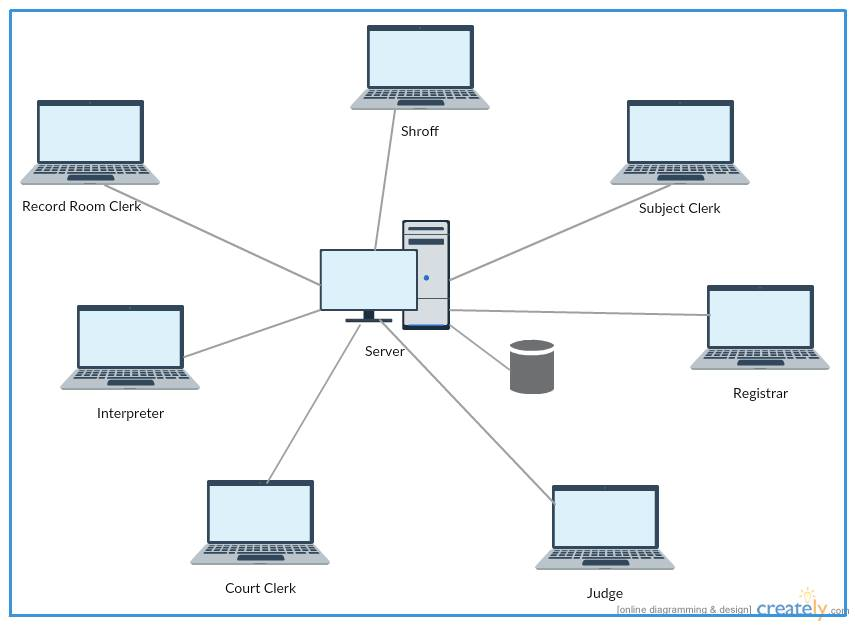 Shroff
Record Room Clerk
Subject Clerk
Server
Registrar
Interpreter
Court Clerk
Judge
[online diagramming & design] creately.com